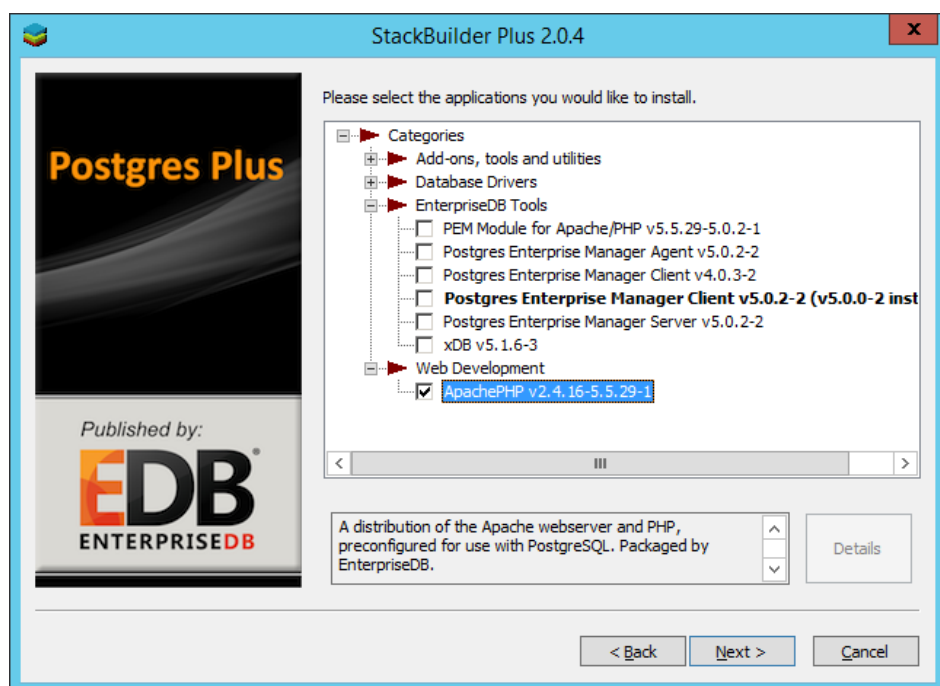 StackBuilder Plus 2.0.4
x
Postgres Plus
Published by:
EDB
ENTERPRISEDB
Please select the applications you would like to install.
Categories
Add-ons, tools and utilities
Database Drivers
EnterpriseDB Tools
PEM Module for Apache/PHP v5.5.29-5.0.2-1
Postgres Enterprise Manager Agent v5.0.2-2
Postgres Enterprise Manager Client v4.0.3-2
Postgres Enterprise Manager Client v5.0.2-2 (v5.0.0-2 inst
Postgres Enterprise Manager Server v5.0.2-2
xDB v5.1.6-3
Web Development
ApachePHP v2.4.16-5.5.29-1
A distribution of the Apache webserver and PHP,
preconfigured for use with PostgreSQL. Packaged by
EnterpriseDB.
Details
< Back
Next >
Cancel